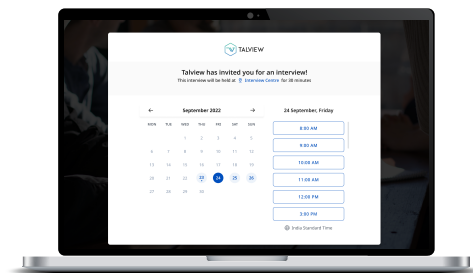 TALVIEW
Talview has invited you for an interview!
This interview will be held at Interview Centre for 30 minutes
← September 2022 →
MON TUE WED THU FRI SAT SUN
1 2 3 4 5
6 7 8 9 10 11 12
13 14 15 16 17 18 19
20 21 22 23 24 25 26
27 28 29 30
24 September, Friday
8:00 AM
9:00 AM
10:00 AM
11:00 AM
12:00 PM
3:00 PM
India Standard Time